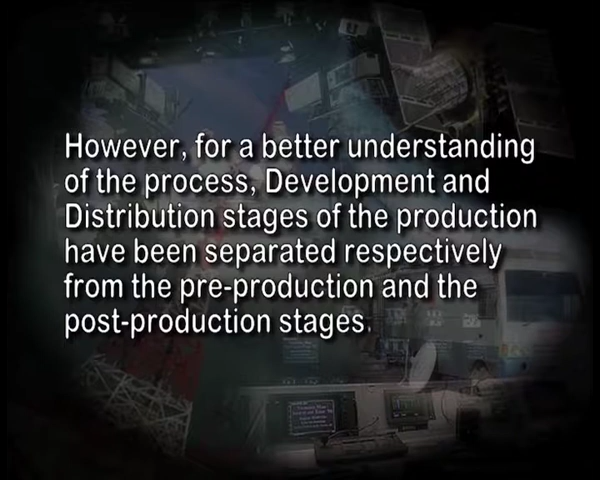 However, for a better understanding
of the process, Development and
Distribution stages of the production
have been separated respectively
from the pre-production and the
post-production stages.